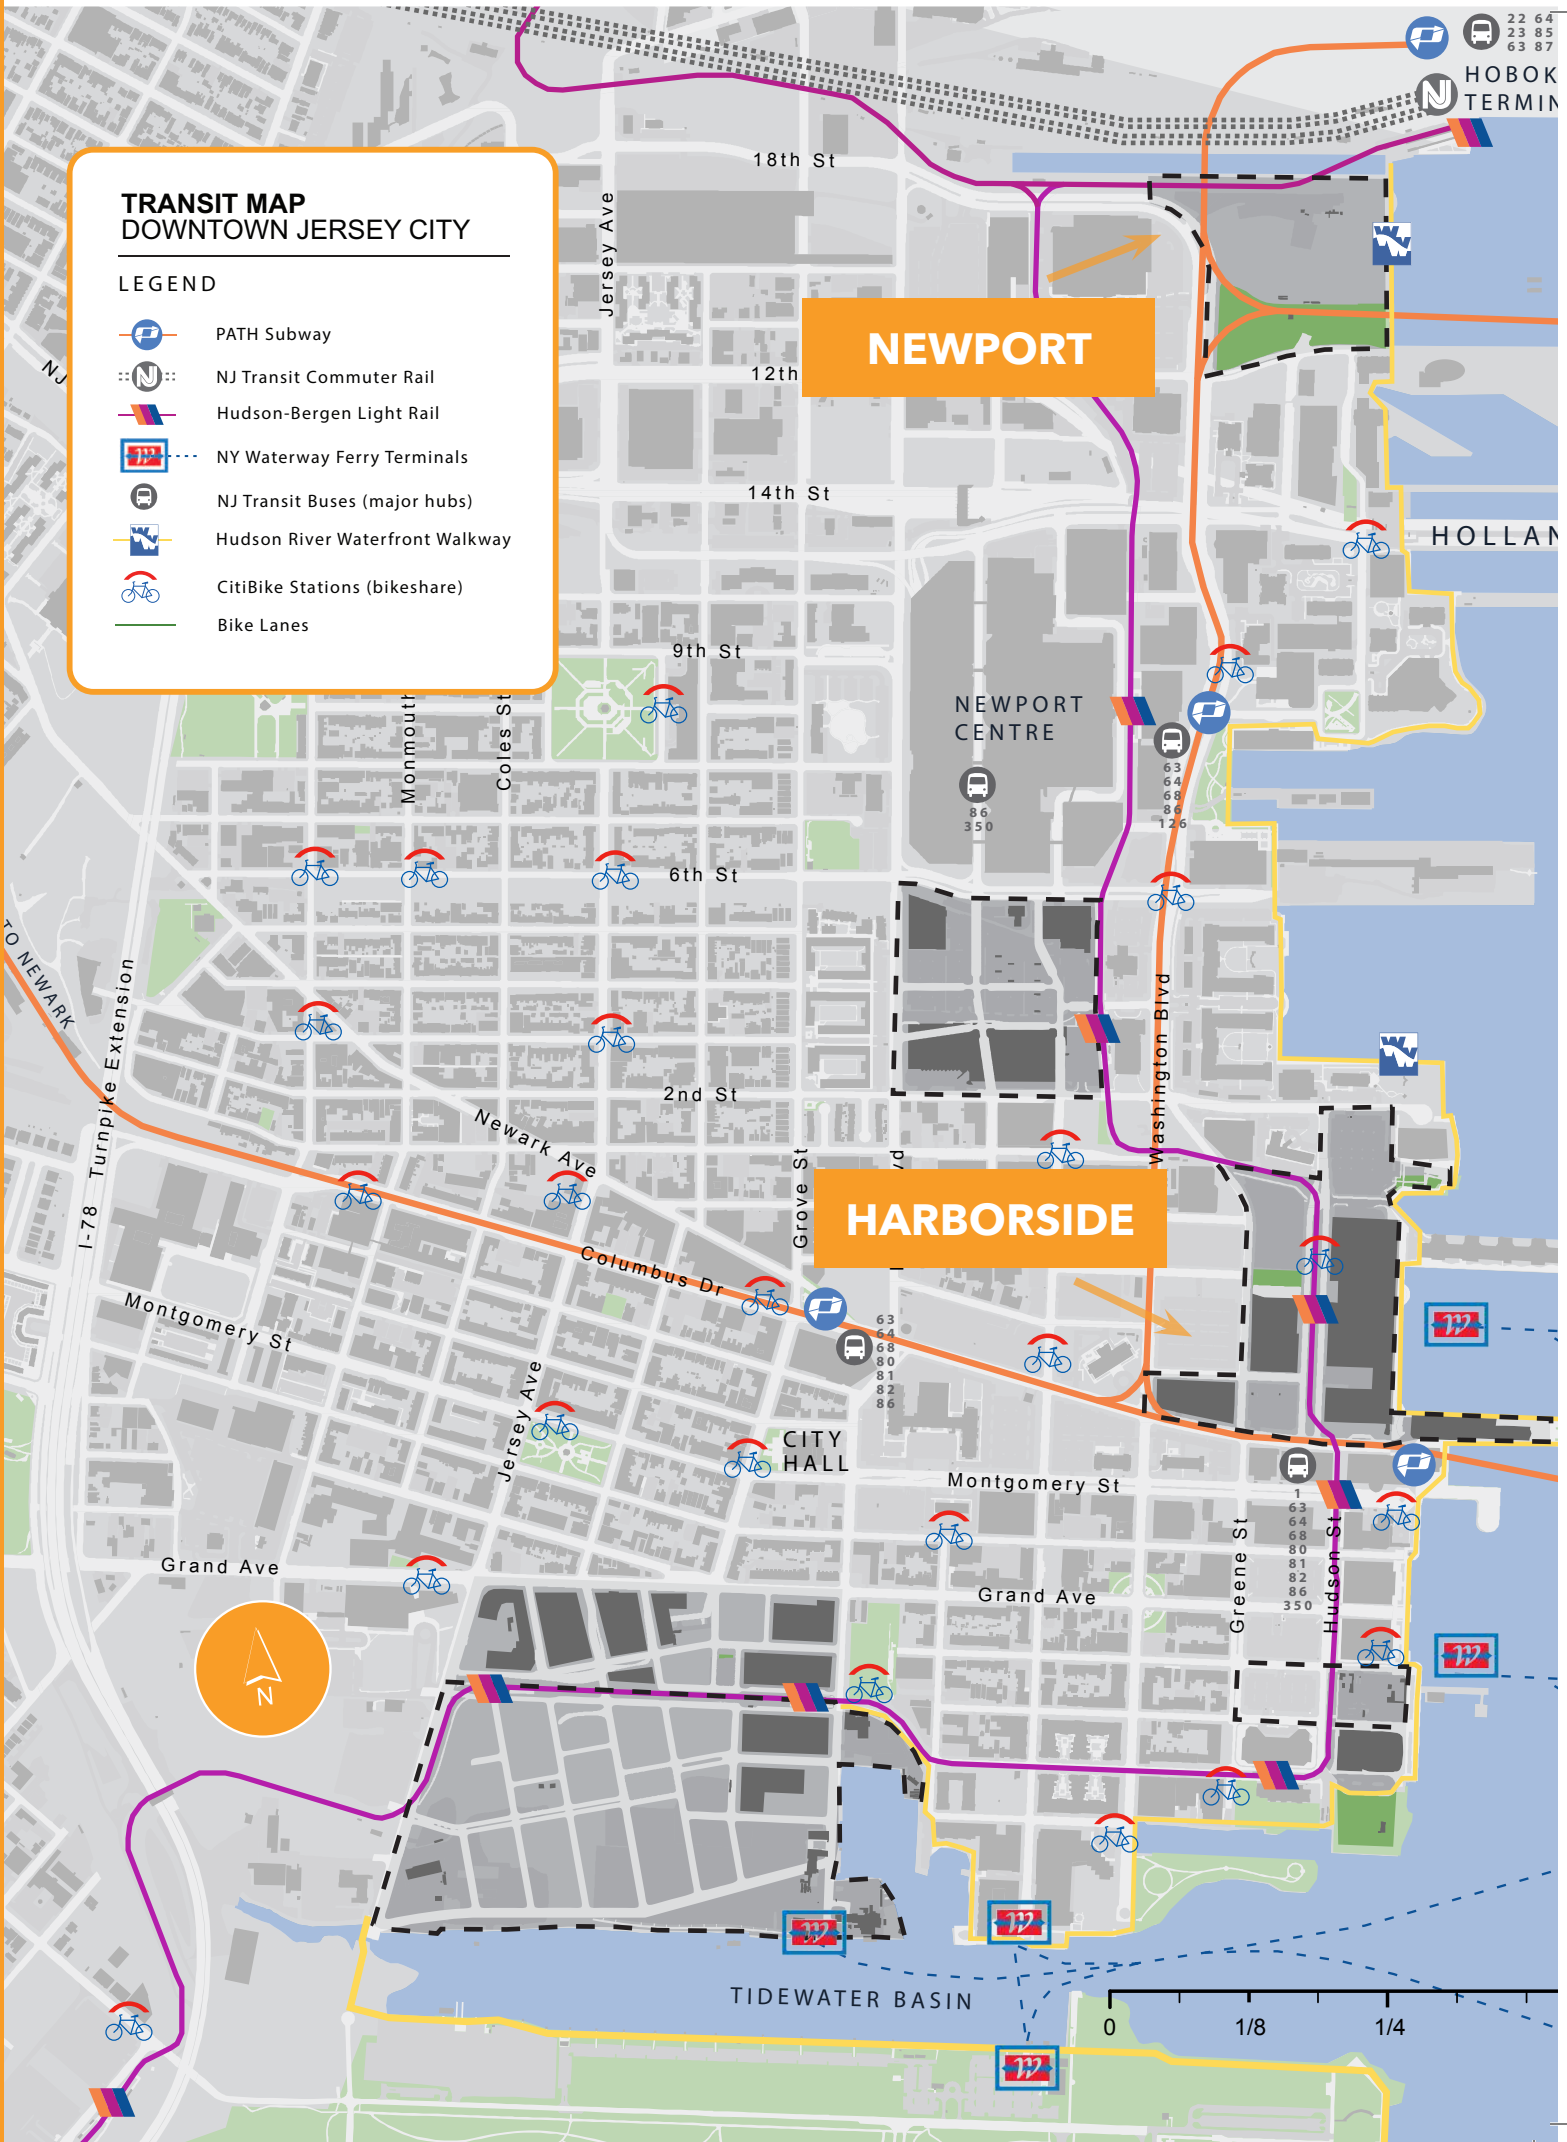 22 64
23 85
63 87
HOBOK
TERMIN
18th St
TRANSIT MAP
DOWNTOWN JERSEY CITY
LEGEND
PATH Subway
NJ Transit Commuter Rail
Hudson-Bergen Light Rail
NY Waterway Ferry Terminals
NJ Transit Buses (major hubs)
Hudson River Waterfront Walkway
CitiBike Stations (bikeshare)
Bike Lanes
NJ
Jersey Ave
NEWPORT
12th
14th St
HOLLAN
9th St
Monmouth
Coles St
NEWPORT
CENTRE
86
350
63
64
68
86
126
6th St
TO NEWARK
I-78 Turnpike Extension
2nd St
Newark Ave
Washington Blvd
Grove St
vd
HARBORSIDE
Columbus Dr
Montgomery St
63
64
68
80
81
82
86
Jersey Ave
CITY
HALL
Montgomery St
1
63
64
68
80
81
82
86
350
Greene St
Hudson St
Grand Ave
Grand Ave
N
TIDEWATER BASIN
0
1/8
1/4